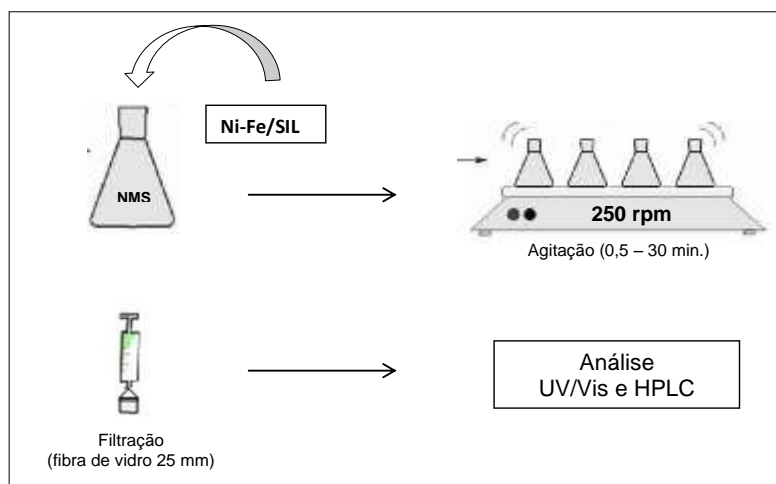 Ni-Fe/SIL
NMS
250 rpm
Agitação (0,5 – 30 min.)
Análise
UV/Vis e HPLC
Filtração
(fibra de vidro 25 mm)